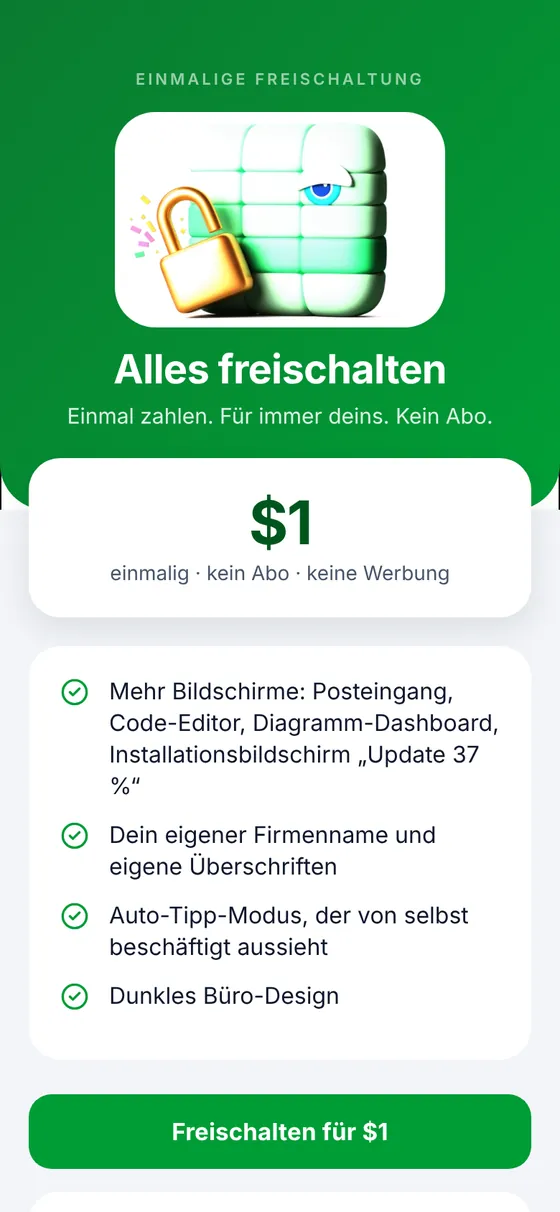 EINMALIGE FREISCHALTUNG
Alles freischalten
Einmal zahlen. Für immer deins. Kein Abo.
$1
einmalig · kein Abo · keine Werbung
Mehr Bildschirme: Posteingang,
Code-Editor, Diagramm-Dashboard,
Installationsbildschirm „Update 37
%“
Dein eigener Firmenname und
eigene Überschriften
Auto-Tipp-Modus, der von selbst
beschäftigt aussieht
Dunkles Büro-Design
Freischalten für $1